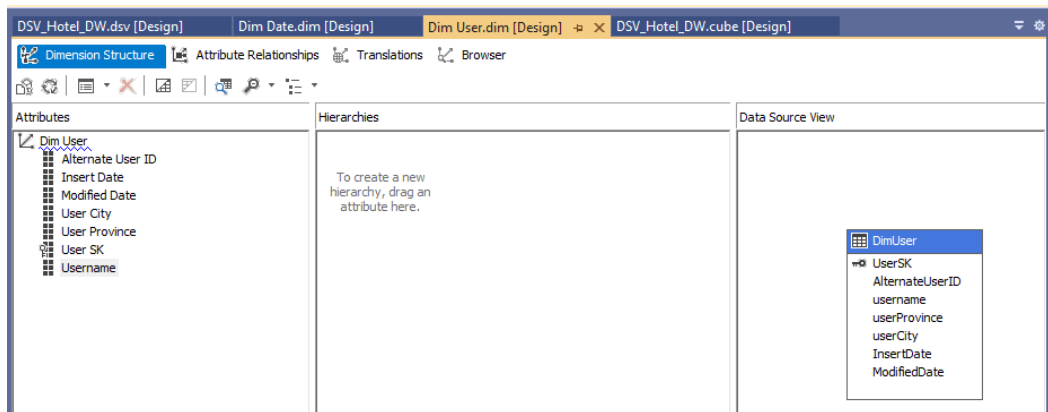 DSV_Hotel_DW.dsv [Design] Dim Date.dim [Design] Dim User.dim [Design] DSV_Hotel_DW.cube [Design]
Dimension Structure Attribute Relationships Translations Browser
Attributes
Dim User
Alternate User ID
Insert Date
Modified Date
User City
User Province
User SK
Username
Hierarchies
To create a new
hierarchy, drag an
attribute here.
Data Source View
DimUser
UserSK
AlternateUserID
username
userProvince
userCity
InsertDate
ModifiedDate